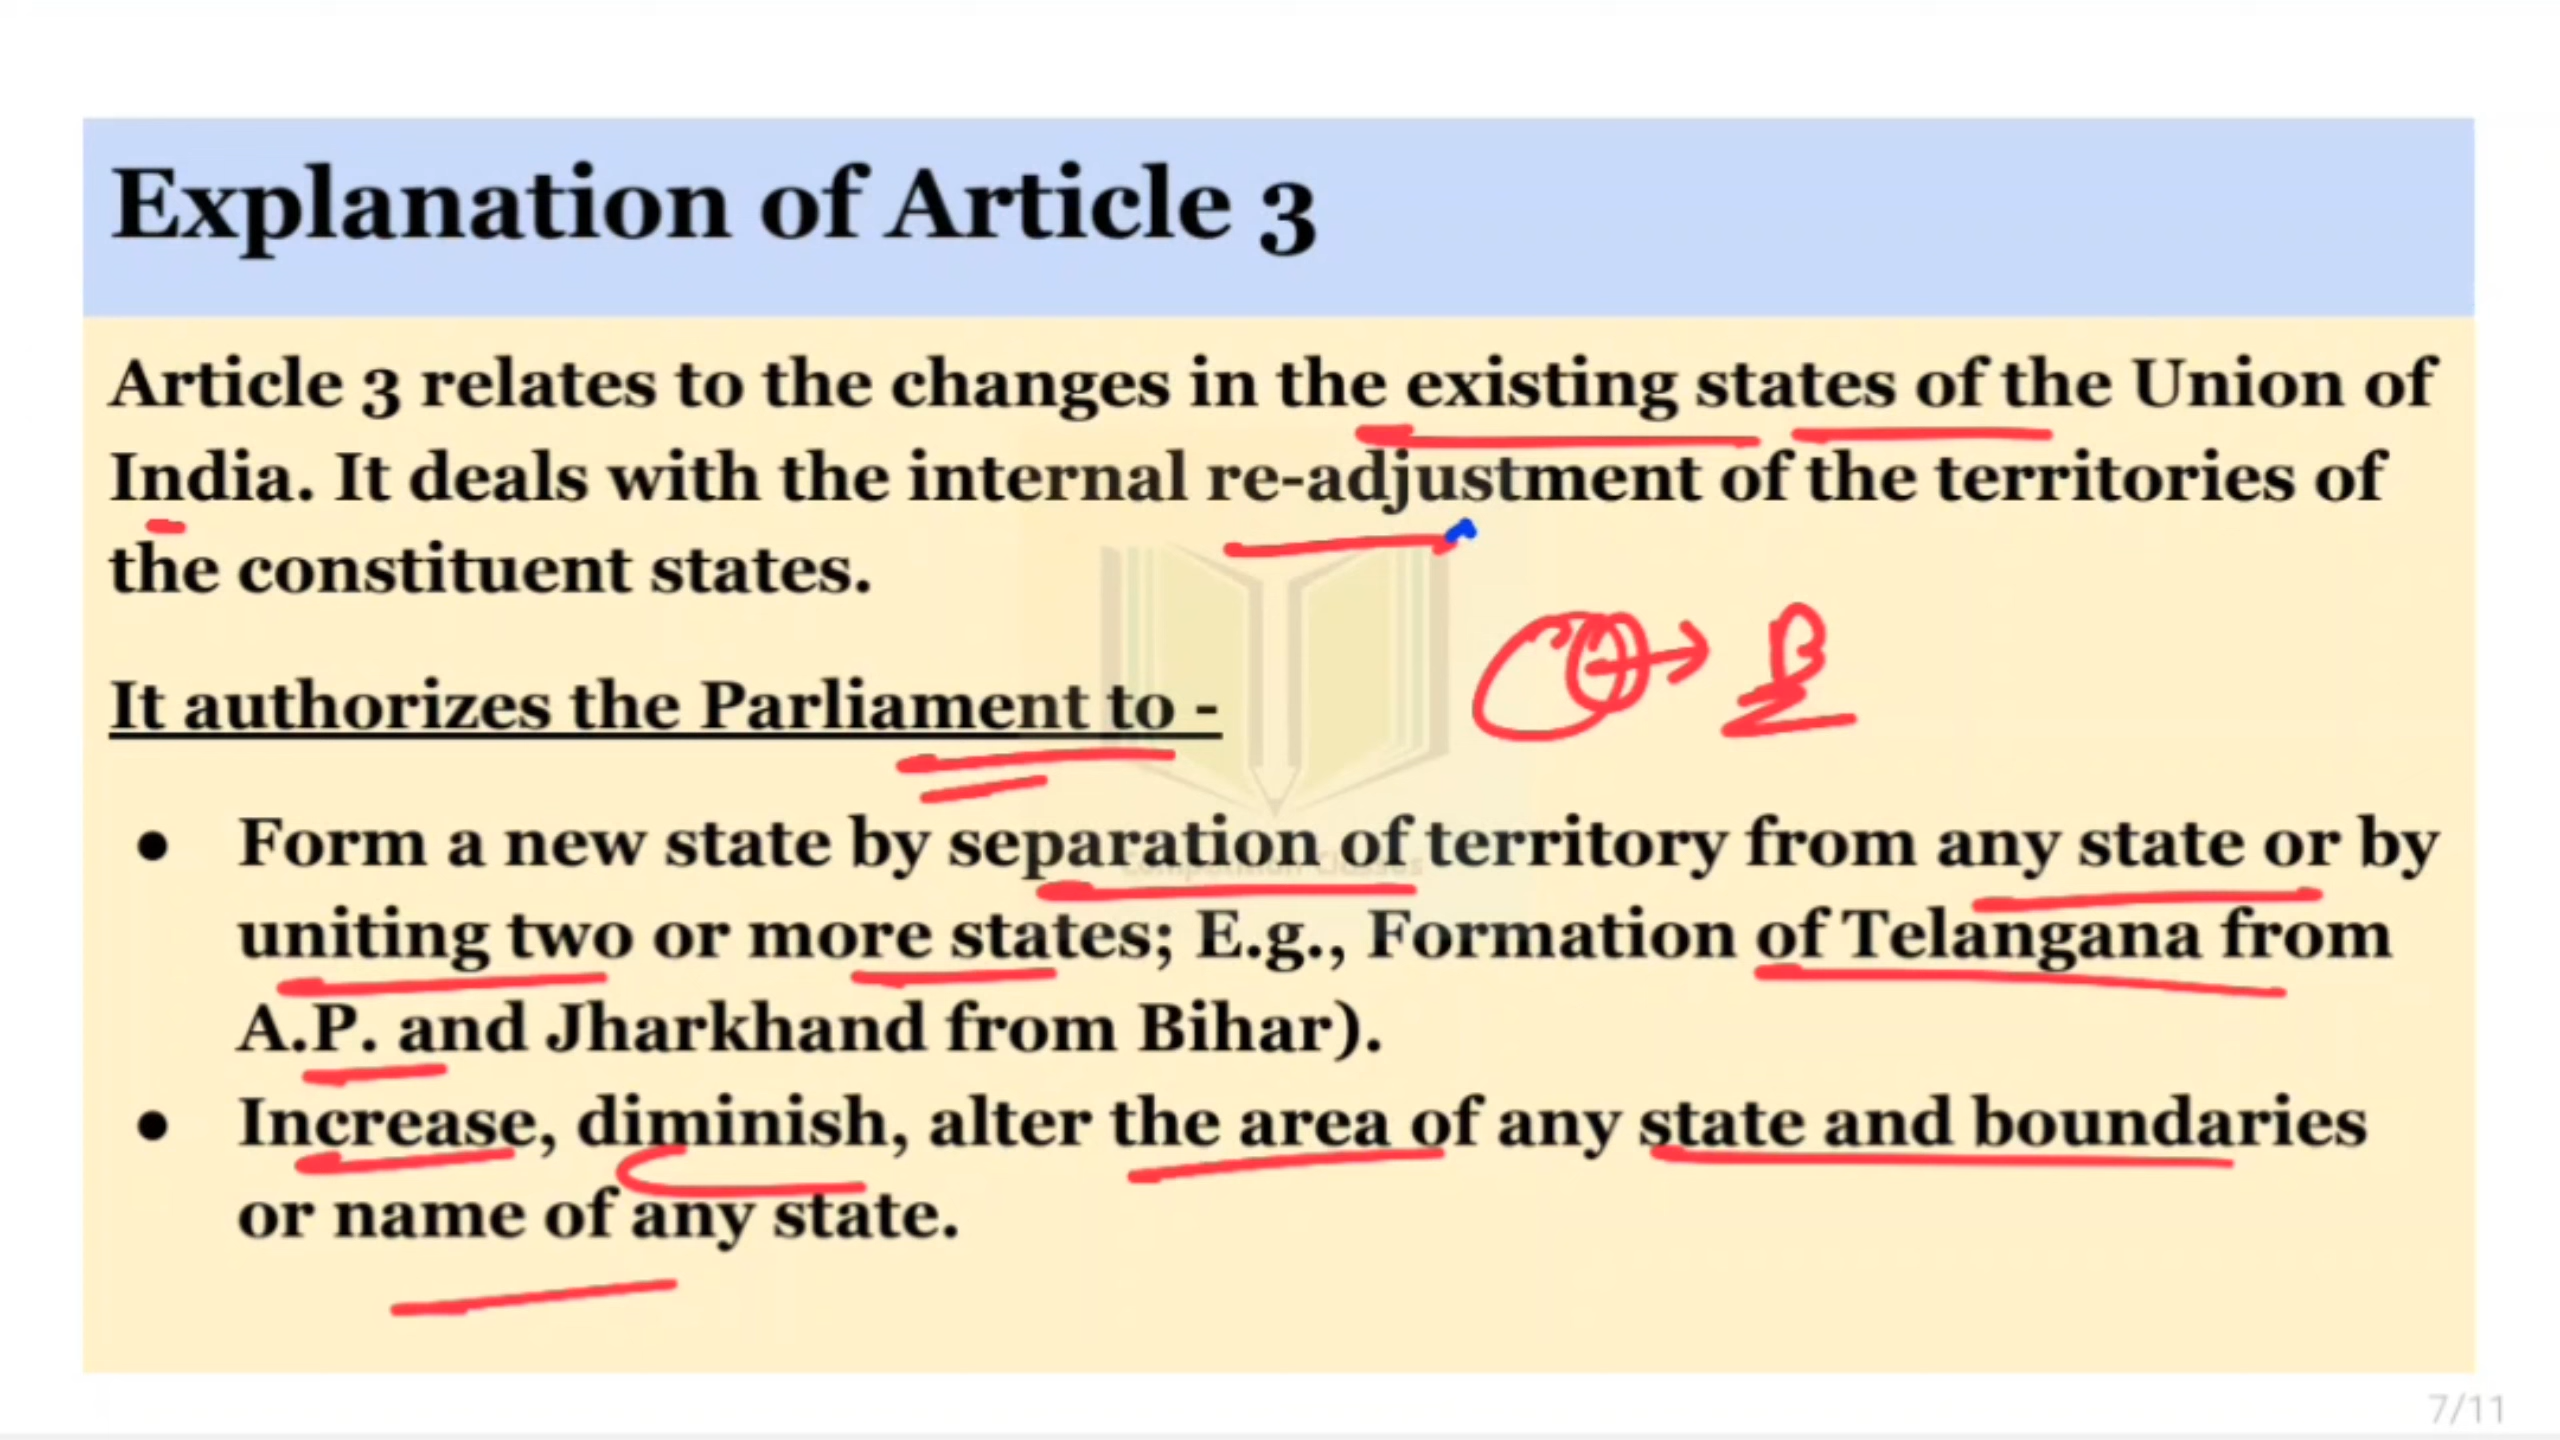 Explanation of Article 3
Article 3 relates to the changes in the existing states of the Union of
India. It deals with the internal re-adjustment of the territories of
the constituent states.
It authorizes the Parliament to -
● Form a new state by separation of territory from any state or by
uniting two or more states; E.g., Formation of Telangana from
A.P. and Jharkhand from Bihar).
● Increase, diminish, alter the area of any state and boundaries
or name of any state.
7/11